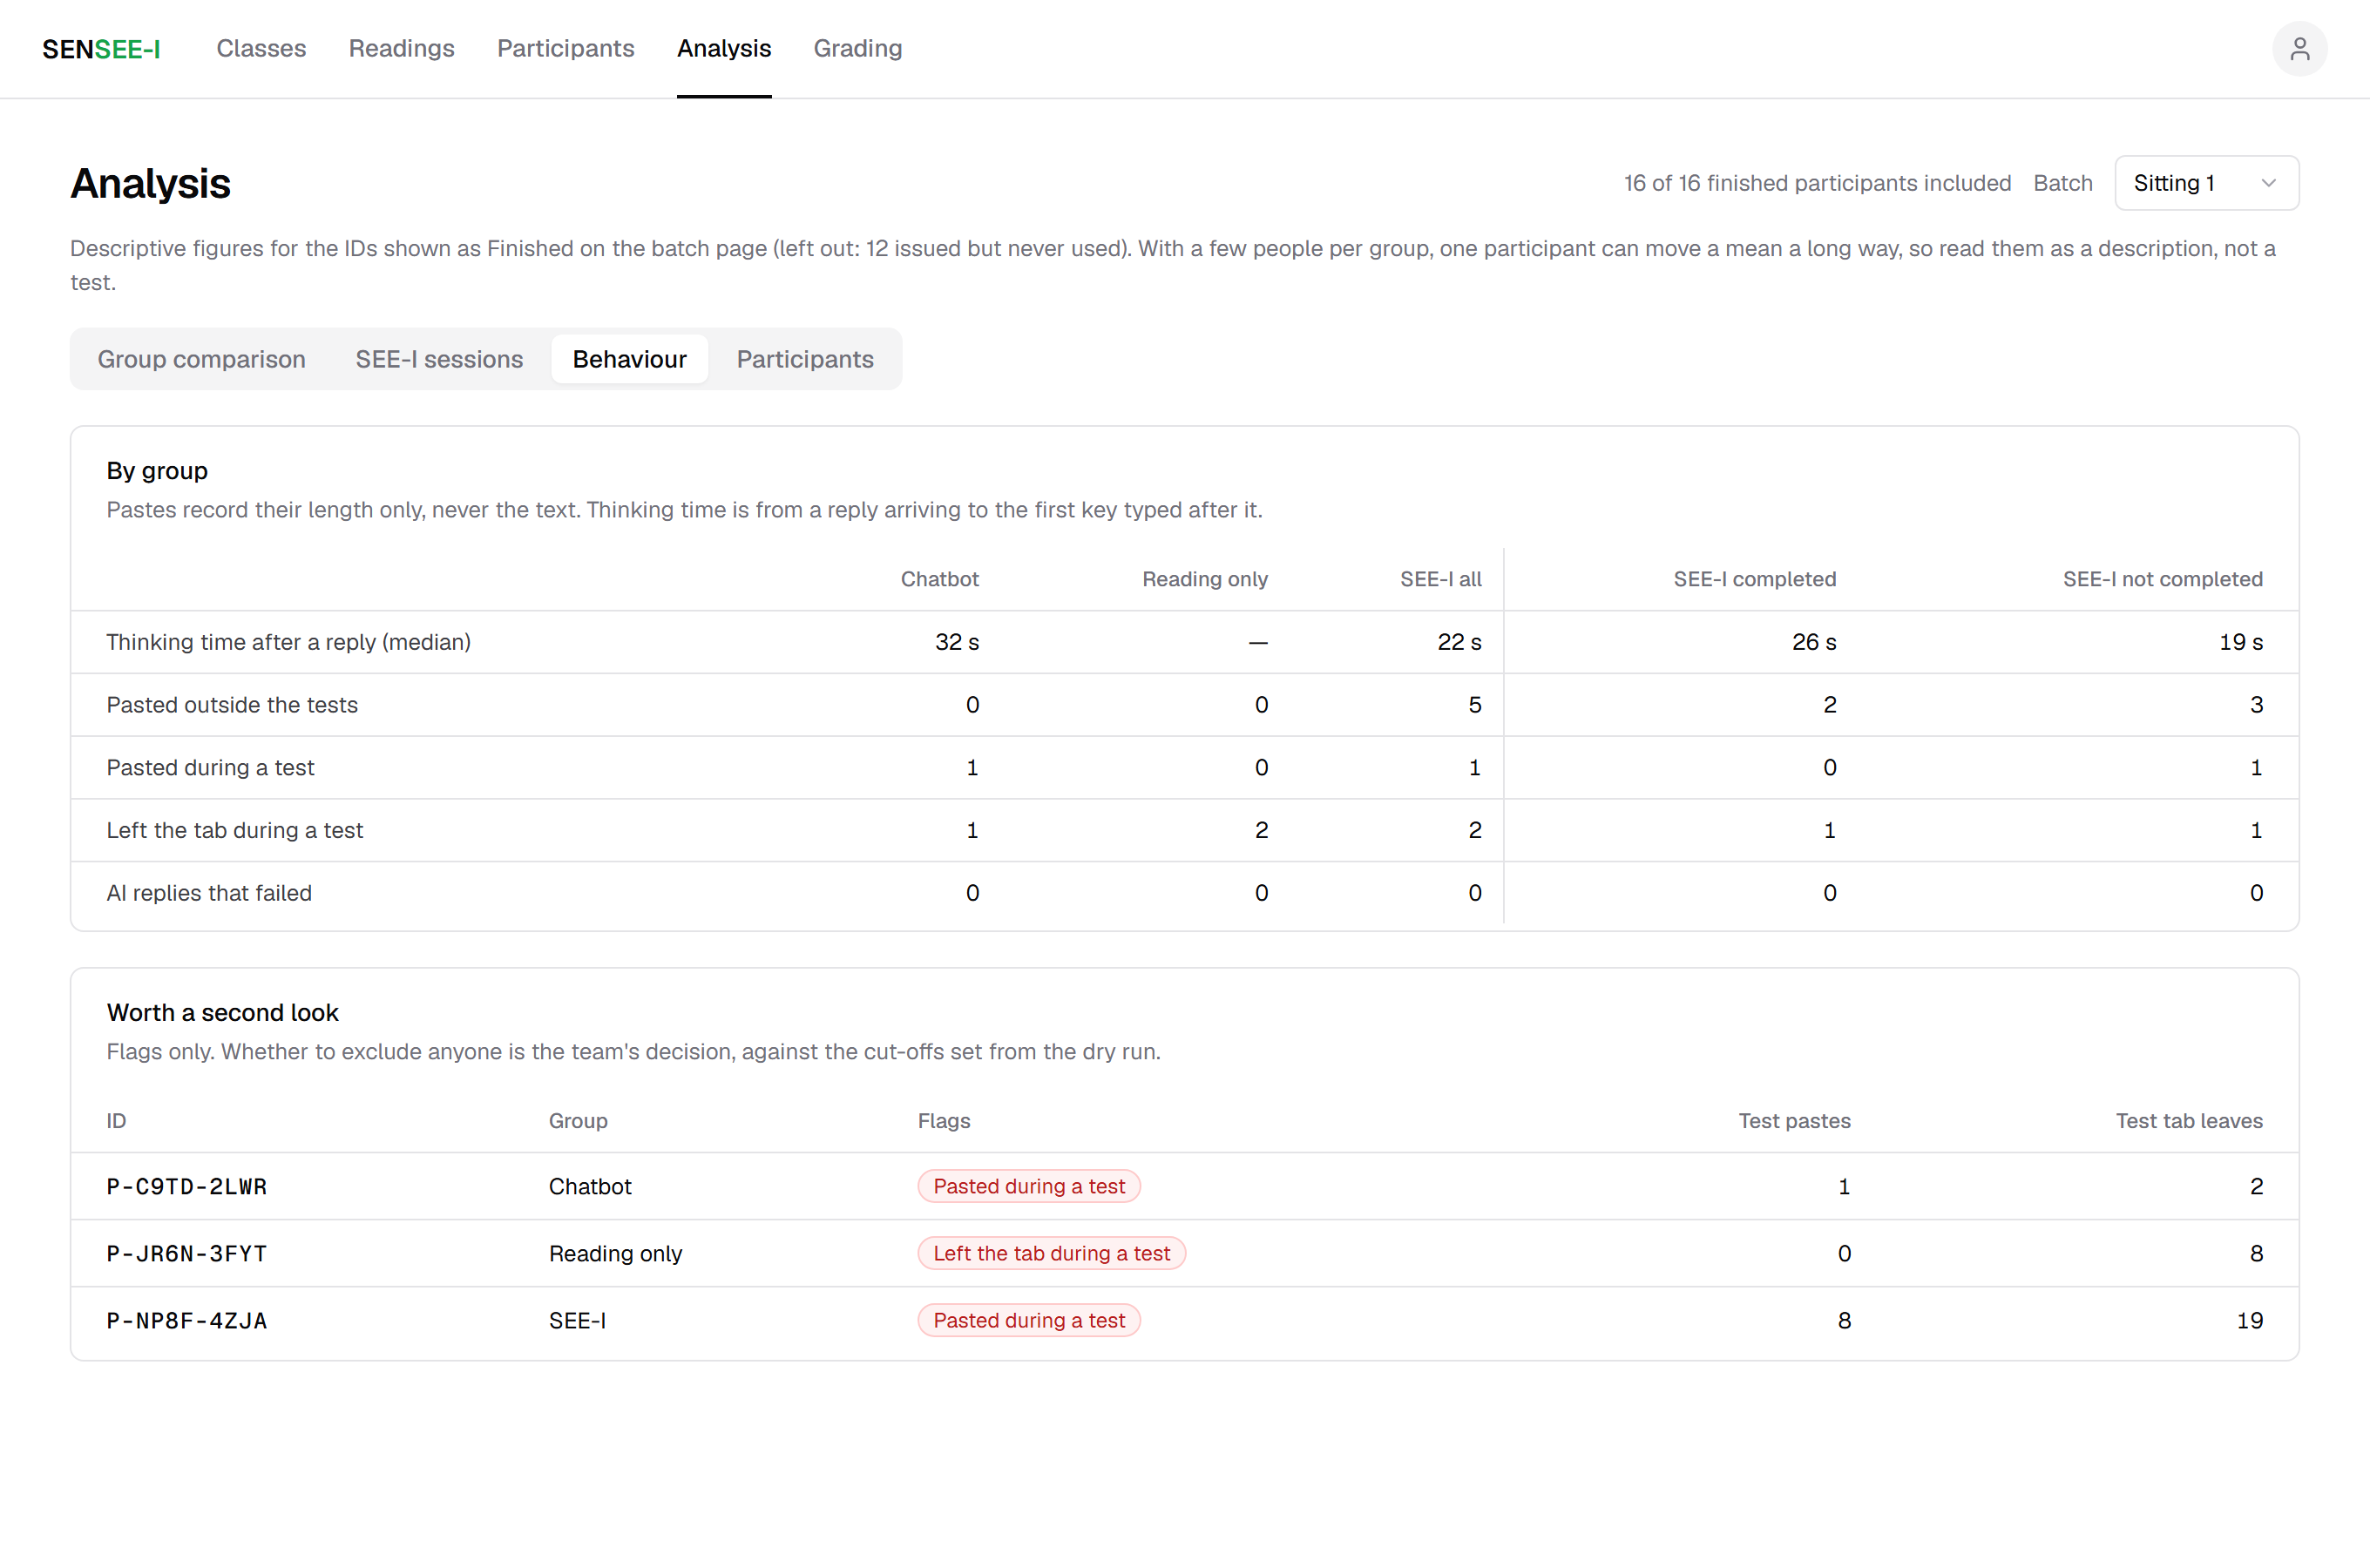 SENSEE-I Classes Readings Participants Analysis Grading
Analysis 16 of 16 finished participants included Batch Sitting 1
Descriptive figures for the IDs shown as Finished on the batch page (left out: 12 issued but never used). With a few people per group, one participant can move a mean a long way, so read them as a description, not a
test.
Group comparison SEE-I sessions Behaviour Participants
By group
Pastes record their length only, never the text. Thinking time is from a reply arriving to the first key typed after it.
Chatbot Reading only SEE-I all SEE-I completed SEE-I not completed
Thinking time after a reply (median) 32 s — 22 s 26 s 19 s
Pasted outside the tests 0 0 5 2 3
Pasted during a test 1 0 1 0 1
Left the tab during a test 1 2 2 1 1
AI replies that failed 0 0 0 0 0
Worth a second look
Flags only. Whether to exclude anyone is the team's decision, against the cut-offs set from the dry run.
ID Group Flags Test pastes Test tab leaves
P-C9TD-2LWR Chatbot Pasted during a test 1 2
P-JR6N-3FYT Reading only Left the tab during a test 0 8
P-NP8F-4ZJA SEE-I Pasted during a test 8 19